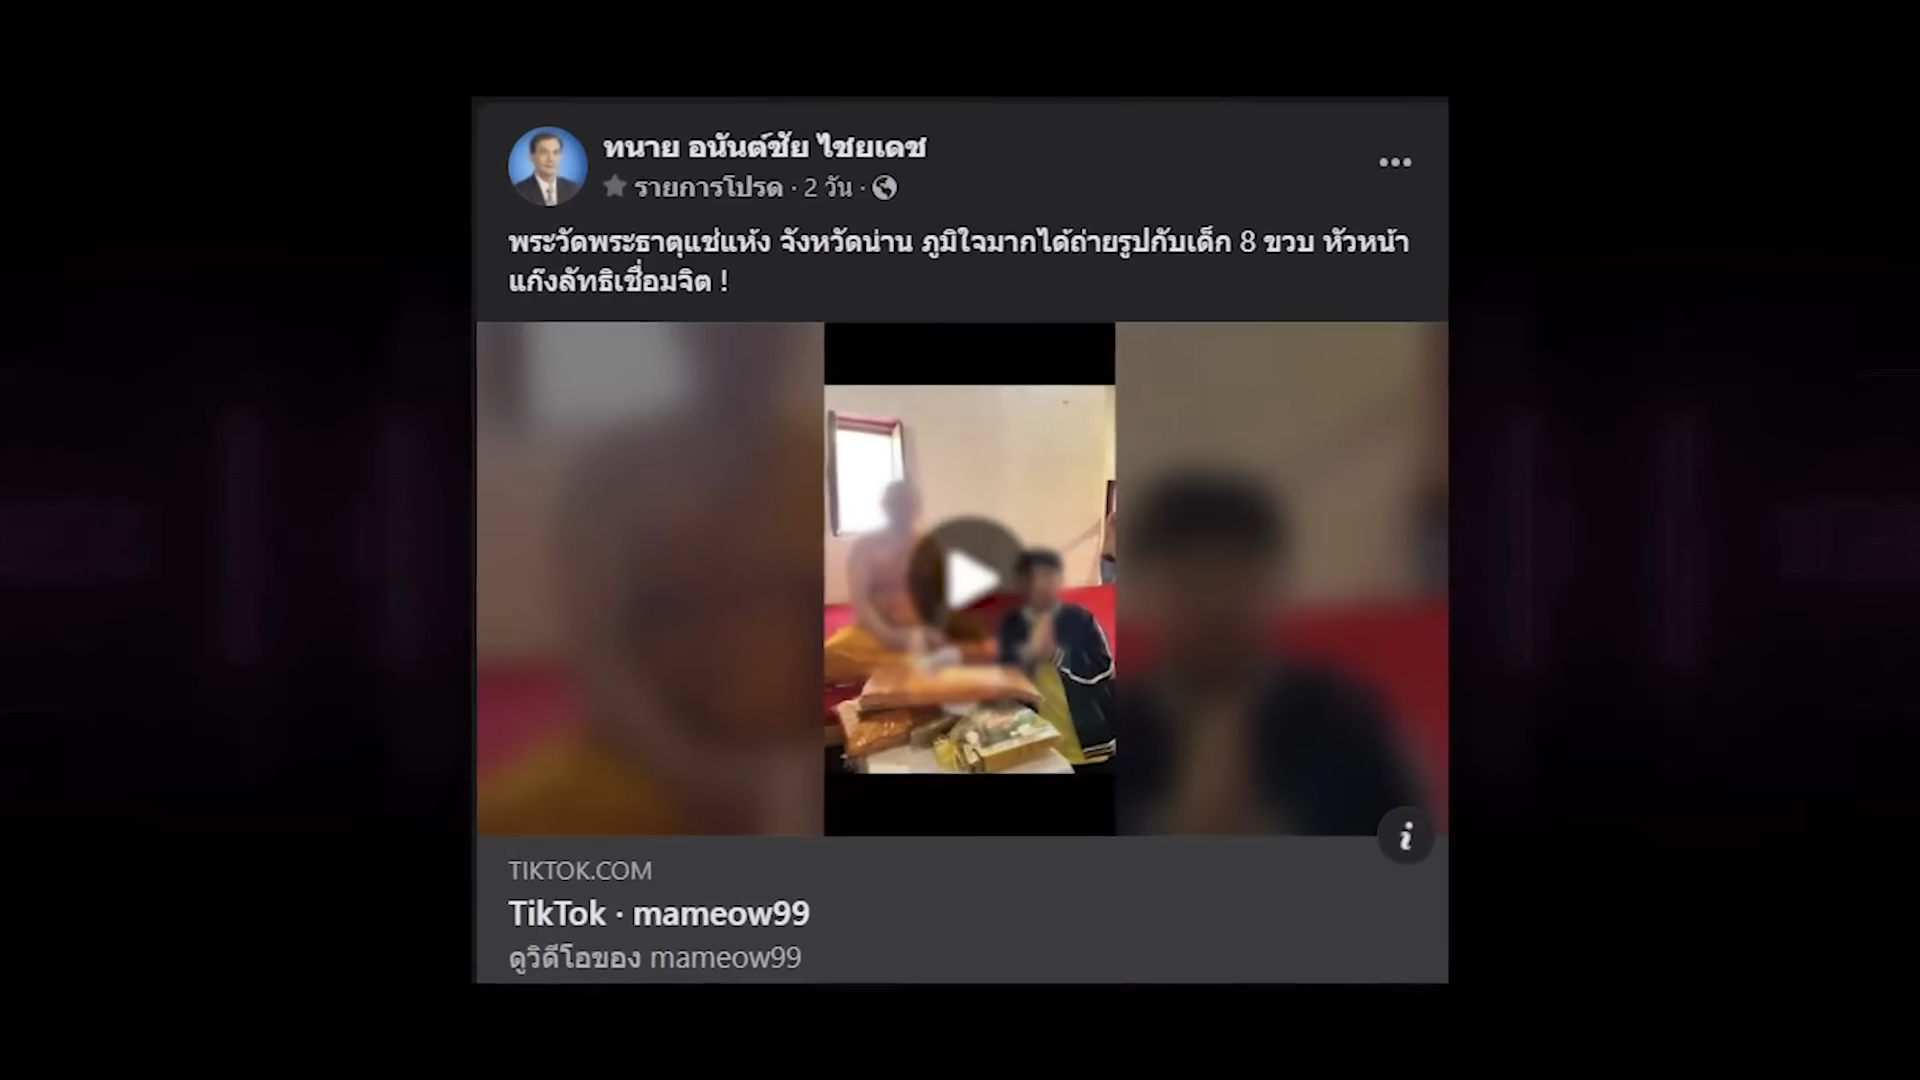 ทนาย อนันต์ชัย ไชยเดช
รายการโปรด · 2 วัน ·
พระวัดพระธาตุแช่แห้ง จังหวัดน่าน ภูมิใจมากได้ถ่ายรูปกับเด็ก 8 ขวบ หัวหน้า
แก๊งลัทธิเชื่อมจิต !
TIKTOK.COM
TikTok · mameow99
ดูวิดีโอของ mameow99